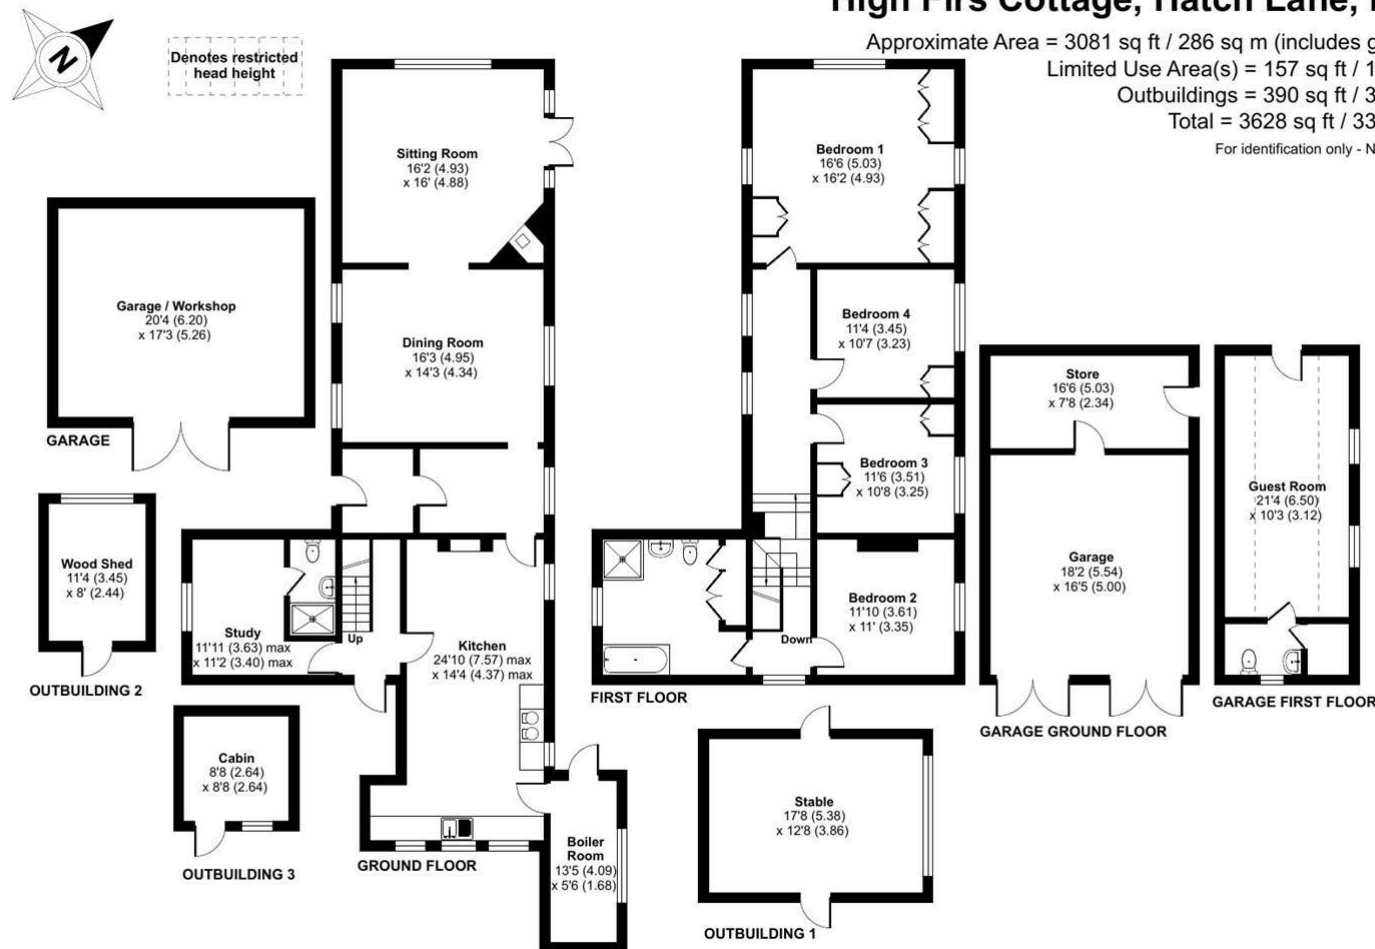 High Firs Cottage, Hatch Lane,
Approximate Area = 3081 sq ft / 286 sq m (includes
Limited Use Area(s) = 157 sq ft /
Outbuildings = 390 sq ft /
Total = 3628 sq ft /
For identification only -
N
Denotes restricted
head height
Sitting Room
16'2 (4.93)
x 16' (4.88)
Bedroom 1
16'6 (5.03)
x 16'2 (4.93)
Garage / Workshop
20'4 (6.20)
x 17'3 (5.26)
GARAGE
Dining Room
16'3 (4.95)
x 14'3 (4.34)
Bedroom 4
11'4 (3.45)
x 10'7 (3.23)
Store
16'6 (5.03)
x 7'8 (2.34)
Bedroom 3
11'6 (3.51)
x 10'8 (3.25)
Guest Room
21'4 (6.50)
x 10'3 (3.12)
Wood Shed
11'4 (3.45)
x 8' (2.44)
OUTBUILDING 2
Study
11'11 (3.63) max
x 11'2 (3.40) max
Up
Kitchen
24'10 (7.57) max
x 14'4 (4.37) max
Bedroom 2
11'10 (3.61)
x 11' (3.35)
Down
FIRST FLOOR
Garage
18'2 (5.54)
x 16'5 (5.00)
GARAGE GROUND FLOOR
GARAGE FIRST FLOOR
Cabin
8'8 (2.64)
x 8'8 (2.64)
OUTBUILDING 3
GROUND FLOOR
Boiler
Room
13'5 (4.09)
x 5'6 (1.68)
Stable
17'8 (5.38)
x 12'8 (3.86)
OUTBUILDING 1